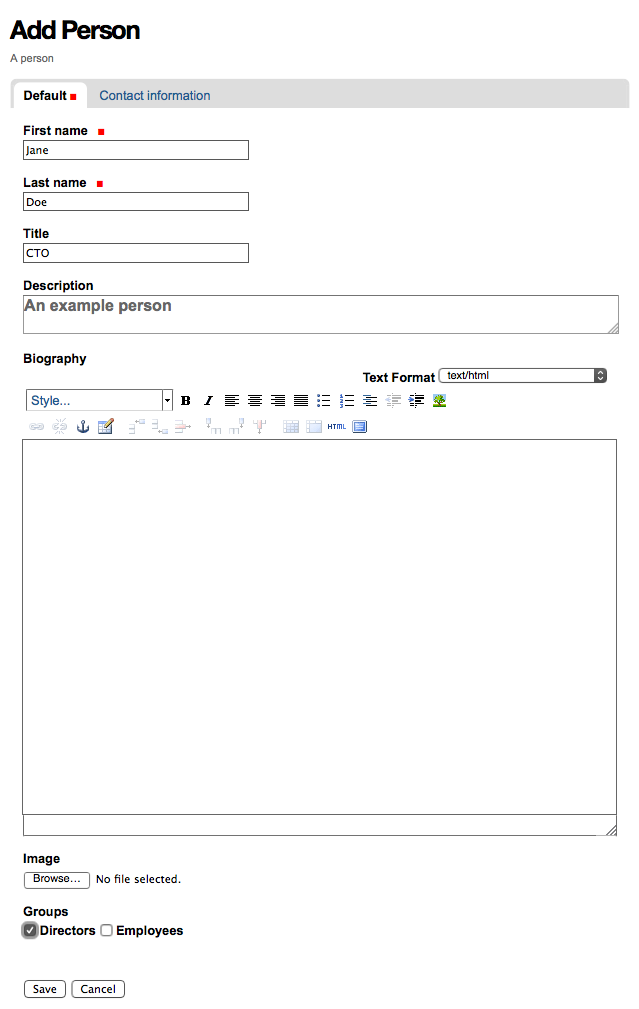 Add Person
A person
Default Contact information
First name
Jane
Last name
Doe
Title
CTO
Description
An example person
Biography
Text Format text/html
Style... B I
HTML
Image
Browse... No file selected.
Groups
Directors Employees
Save Cancel